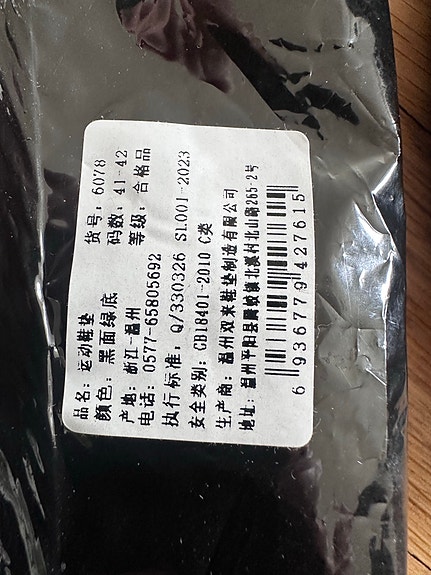 品名：运动鞋垫 货号：6078
颜色：黑面绿底 码数：41-42
产地：浙江-温州 等级：合格品
电话：0577-65805692
执行标准：Q/330326 SL001-2023
安全类别：GB18401-2010 C类
生产商：温州双来鞋垫制造有限公司
地址：温州平阳县腾蛟镇北溪村北山路265-2号
6936779427615